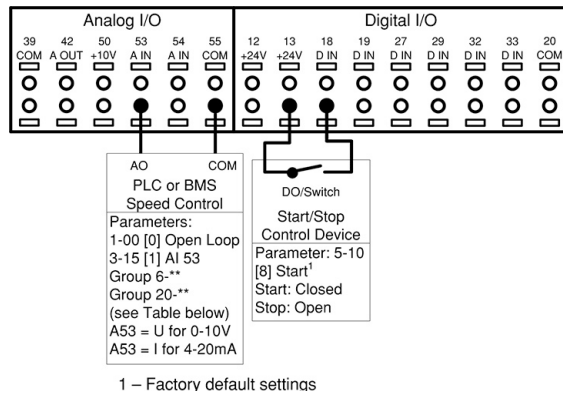 Analog I/O
Digital I/O
39 42 50 53 54 55 12 13 18 19 27 29 32 33 20
COM A OUT +10V A IN A IN COM +24V +24V D IN D IN D IN D IN D IN D IN COM
AO COM
PLC or BMS
Speed Control
Parameters:
1-00 [0] Open Loop
3-15 [1] AI 53
Group 6-**
Group 20-**
(see Table below)
A53 = U for 0-10V
A53 = I for 4-20mA
DO/Switch
Start/Stop
Control Device
Parameter: 5-10
[8] Start¹
Start: Closed
Stop: Open
1 – Factory default settings